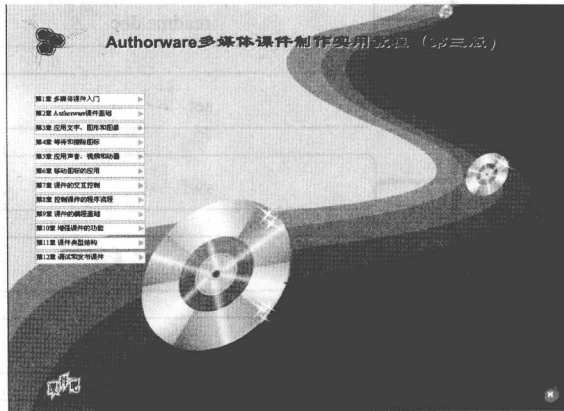 Authorware多媒体课件制作实用教程（第三版）
第1章 多媒体课件入门
第2章 Authorware课件基础
第3章 应用文字、图形和图像
第4章 等待和擦除图标
第5章 应用声音、视频和动画
第6章 移动图标的应用
第7章 课件的交互控制
第8章 控制课件的程序流程
第9章 课件的编程基础
第10章 增强课件的功能
第11章 课件典型结构
第12章 调试和发布课件